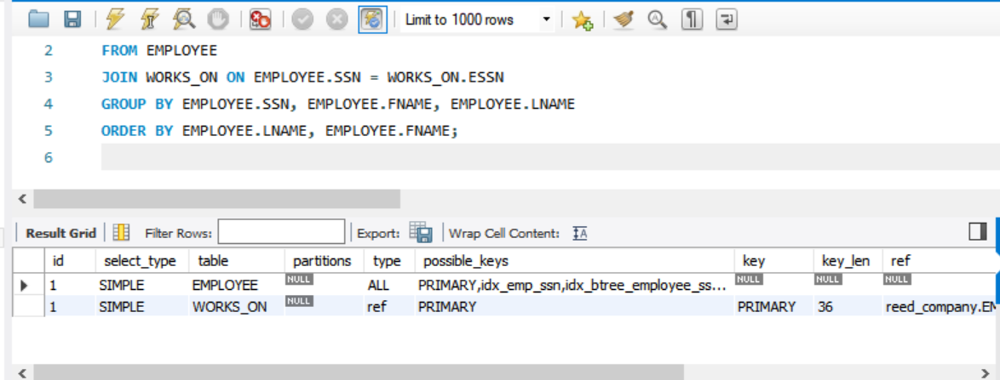 Limit to 1000 rows
2 FROM EMPLOYEE
3 JOIN WORKS_ON ON EMPLOYEE.SSN = WORKS_ON.ESSN
4 GROUP BY EMPLOYEE.SSN, EMPLOYEE.FNAME, EMPLOYEE.LNAME
5 ORDER BY EMPLOYEE.LNAME, EMPLOYEE.FNAME;
6
Result Grid Filter Rows: Export: Wrap Cell Content: IA
id select_type table partitions type possible_keys key key_len ref
1 SIMPLE EMPLOYEE NULL ALL PRIMARY,idx_emp_ssn,idx_btree_employee_ss... NULL NULL NULL
1 SIMPLE WORKS_ON NULL ref PRIMARY PRIMARY 36 reed_company.EM